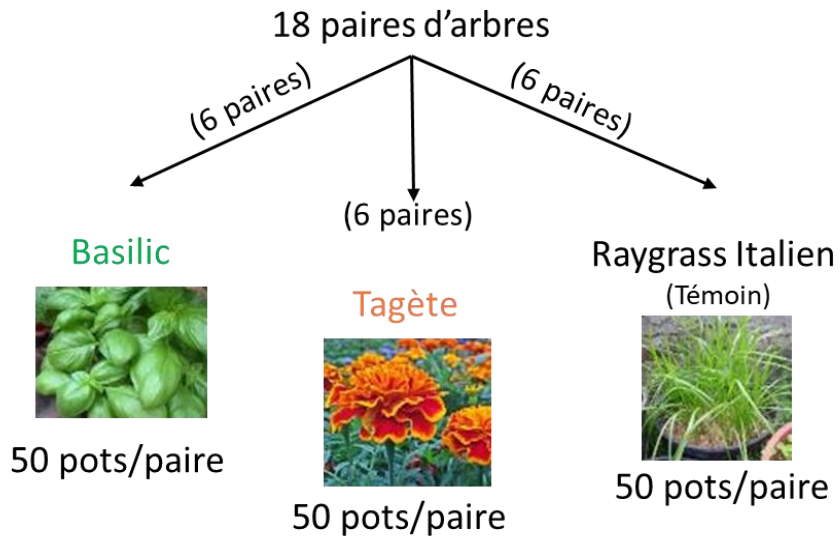 18 paires d’arbres
(6 paires)
(6 paires)
(6 paires)
Basilic
50 pots/paire
Tagète
50 pots/paire
Raygrass Italien
(Témoin)
50 pots/paire